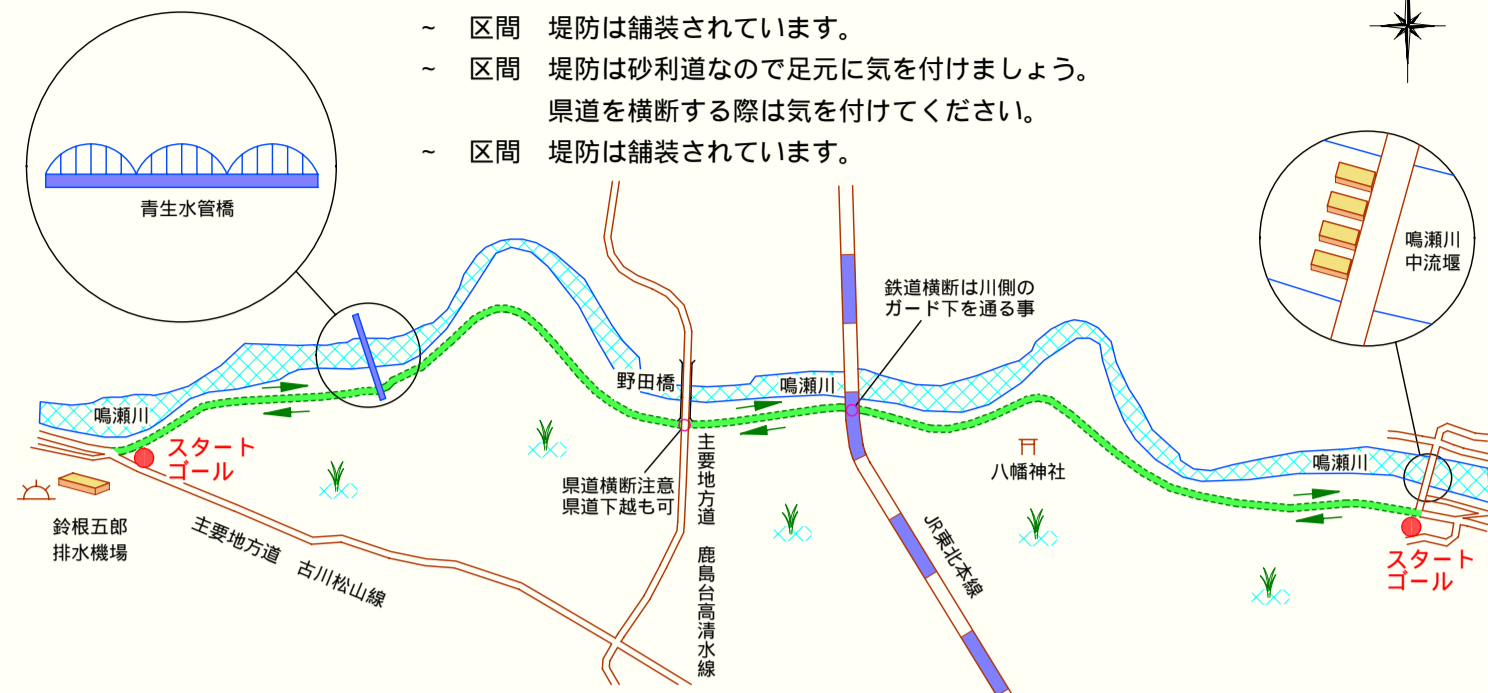 ~ 区間 堤防は舗装されています。
~ 区間 堤防は砂利道なので足元に気を付けましょう。
県道を横断する際は気を付けてください。
~ 区間 堤防は舗装されています。
青生水管橋
鳴瀬川
中流堰
鉄道横断は川側の
ガード下を通る事
野田橋
鳴瀬川
鳴瀬川
スタート
ゴール
八幡神社
鳴瀬川
県道横断注意
県道下越も可
主要地方道 鹿島台高清水線
鈴根五郎
排水機場
主要地方道 古川松山線
JR東北本線
スタート
ゴール